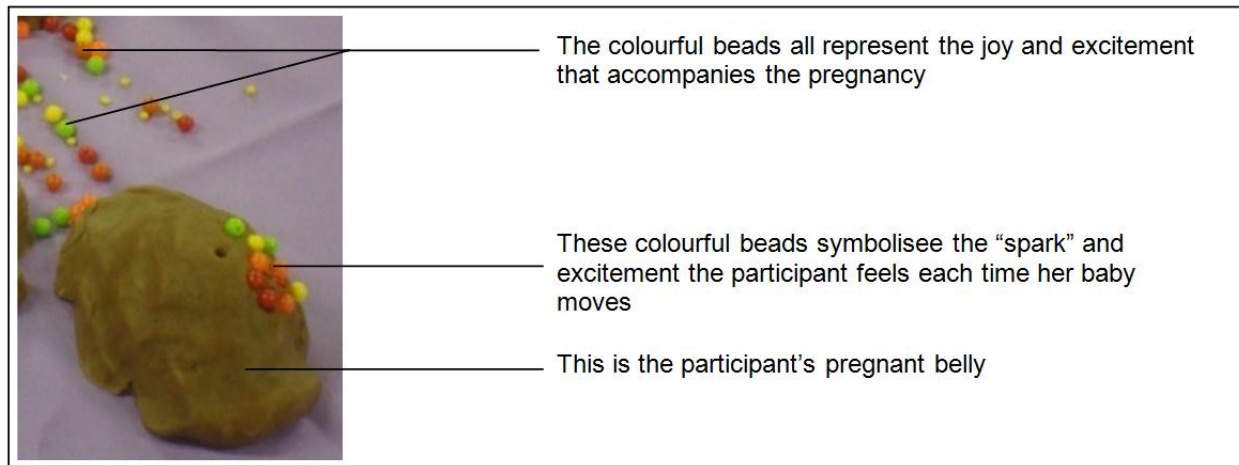 The colourful beads all represent the joy and excitement
that accompanies the pregnancy
These colourful beads symbolisee the “spark” and
excitement the participant feels each time her baby
moves
This is the participant’s pregnant belly